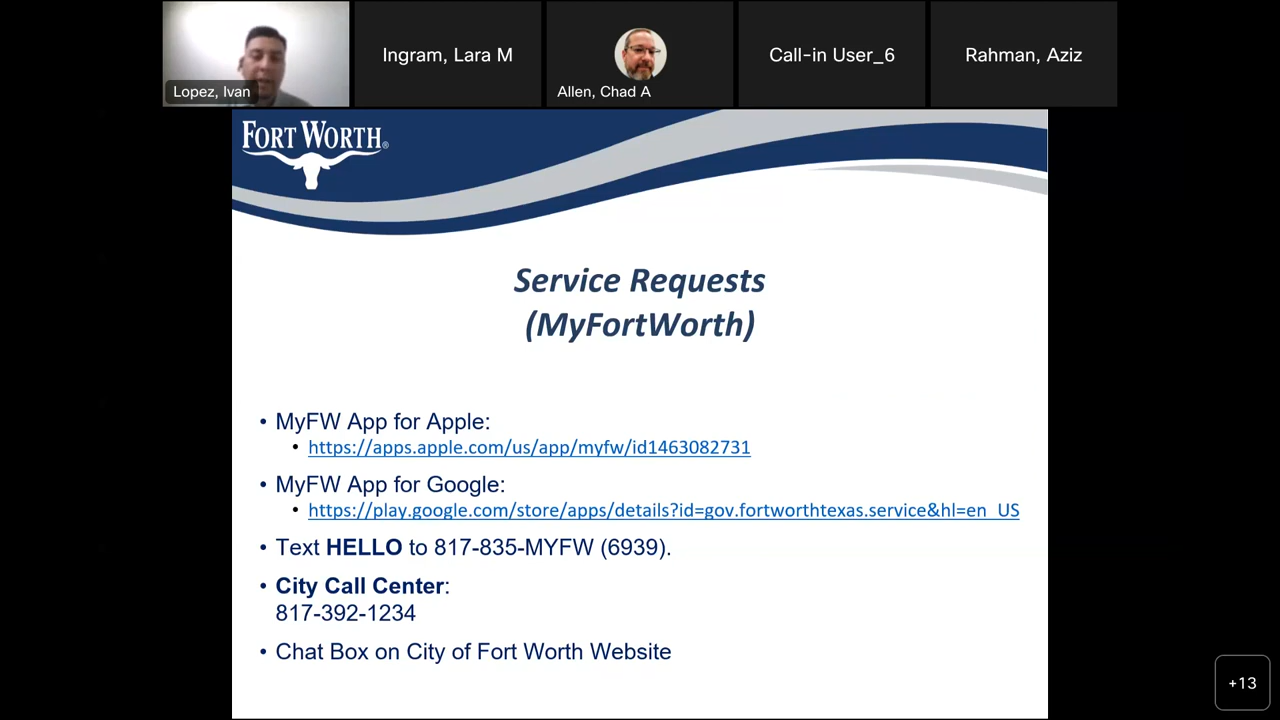 Lopez, Ivan
Ingram, Lara M
Allen, Chad A
Call-in User_6
Rahman, Aziz
FORT WORTH®
Service Requests
(MyFortWorth)
• MyFW App for Apple:
• https://apps.apple.com/us/app/myfw/id1463082731
• MyFW App for Google:
• https://play.google.com/store/apps/details?id=gov.fortworthtexas.service&hl=en_US
• Text HELLO to 817-835-MYFW (6939).
• City Call Center:
817-392-1234
• Chat Box on City of Fort Worth Website
+13